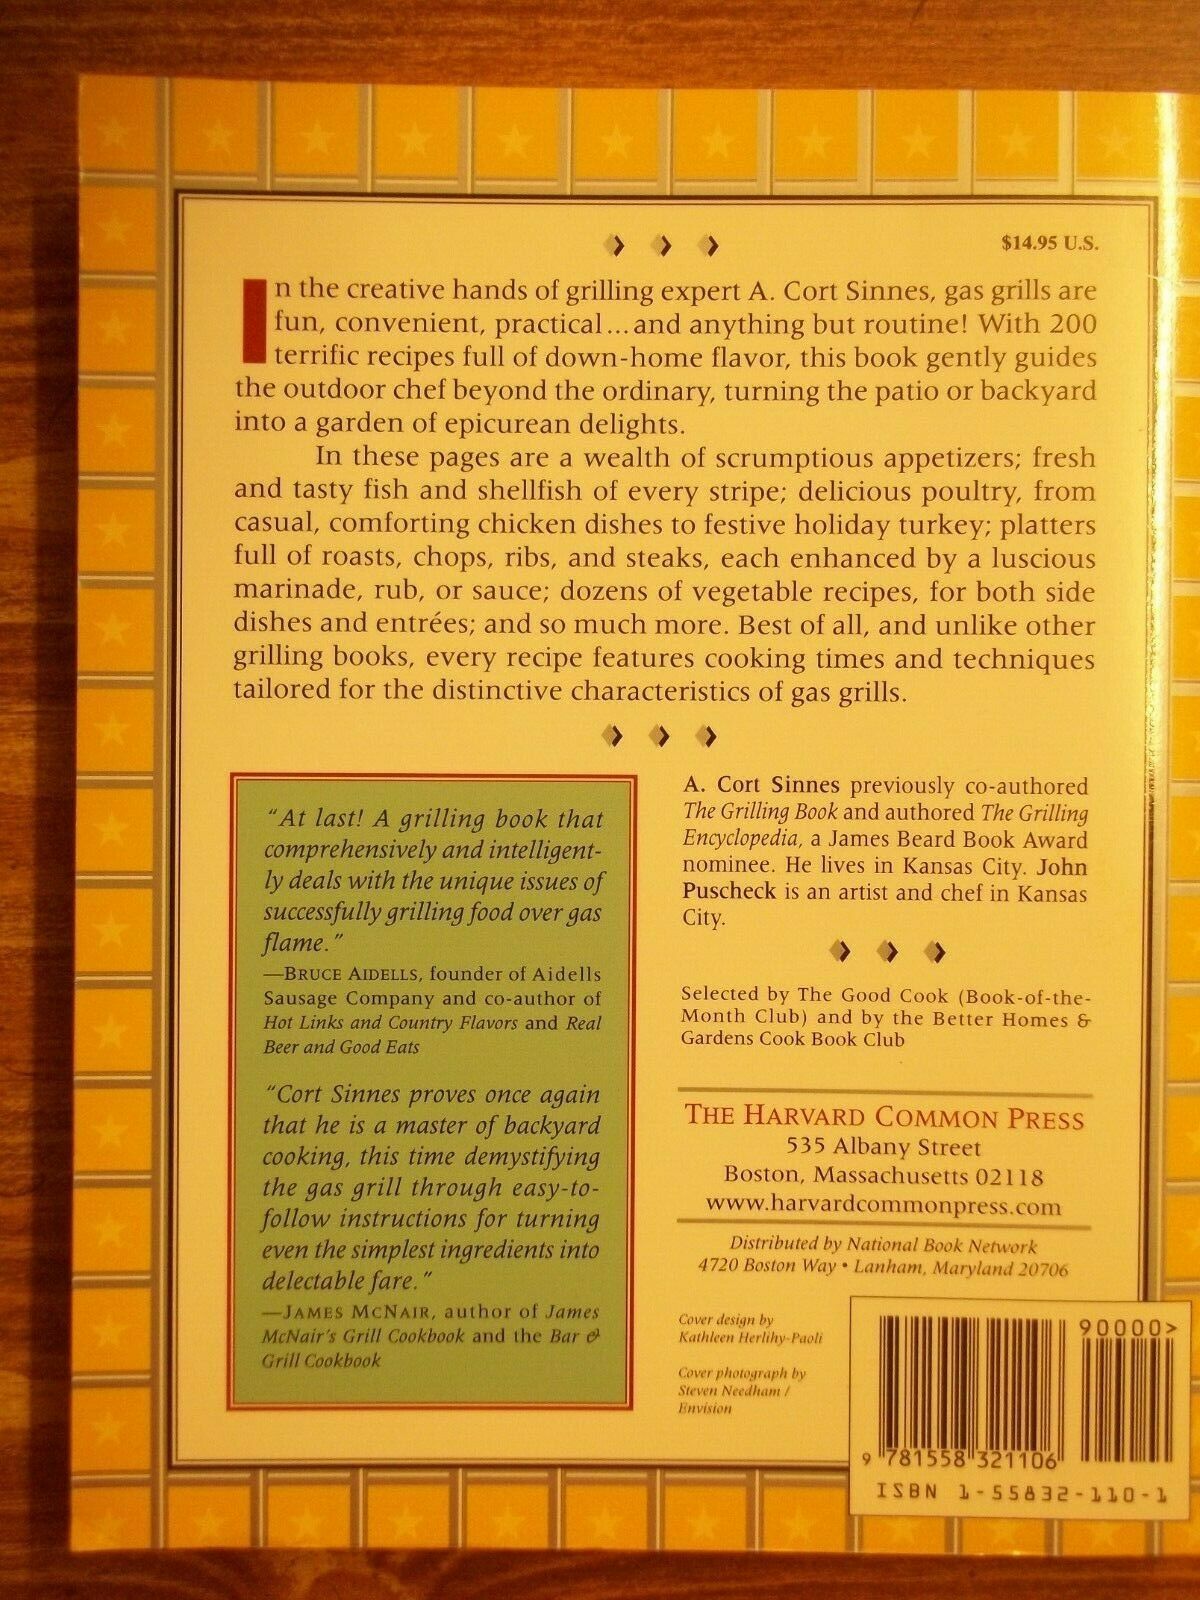 $14.95 U.S.
In the creative hands of grilling expert A. Cort Sinnes, gas grills are
fun, convenient, practical...and anything but routine! With 200
terrific recipes full of down-home flavor, this book gently guides
the outdoor chef beyond the ordinary, turning the patio or backyard
into a garden of epicurean delights.
In these pages are a wealth of scrumptious appetizers; fresh
and tasty fish and shellfish of every stripe; delicious poultry, from
casual, comforting chicken dishes to festive holiday turkey; platters
full of roasts, chops, ribs, and steaks, each enhanced by a luscious
marinade, rub, or sauce; dozens of vegetable recipes, for both side
dishes and entrées; and so much more. Best of all, and unlike other
grilling books, every recipe features cooking times and techniques
tailored for the distinctive characteristics of gas grills.
"At last! A grilling book that
comprehensively and intelligent-
ly deals with the unique issues of
successfully grilling food over gas
flame."
—BRUCE AIDELLS, founder of Aidells
Sausage Company and co-author of
Hot Links and Country Flavors and Real
Beer and Good Eats
"Cort Sinnes proves once again
that he is a master of backyard
cooking, this time demystifying
the gas grill through easy-to-
follow instructions for turning
even the simplest ingredients into
delectable fare."
—JAMES MCNAIR, author of James
McNair's Grill Cookbook and the Bar &
Grill Cookbook
A. Cort Sinnes previously co-authored
The Grilling Book and authored The Grilling
Encyclopedia, a James Beard Book Award
nominee. He lives in Kansas City. John
Puscheck is an artist and chef in Kansas
City.
Selected by The Good Cook (Book-of-the-
Month Club) and by the Better Homes &
Gardens Cook Book Club
THE HARVARD COMMON PRESS
535 Albany Street
Boston, Massachusetts 02118
www.harvardcommonpress.com
Distributed by National Book Network
4720 Boston Way • Lanham, Maryland 20706
Cover design by
Kathleen Herlihy-Paoli
Cover photograph by
Steven Needham /
Envision
90000>
9 781558 321106
ISBN 1-55832-110-1